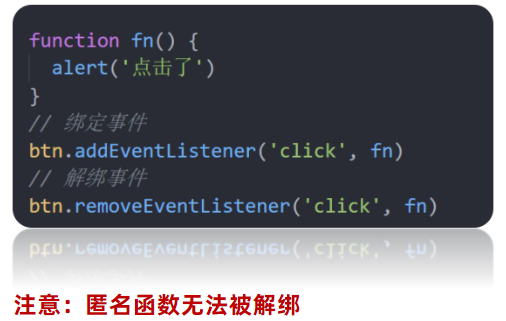 function fn() {
  alert('点击了')
}
// 绑定事件
btn.addEventListener('click', fn)
// 解绑事件
btn.removeEventListener('click', fn)
注意：匿名函数无法被解绑